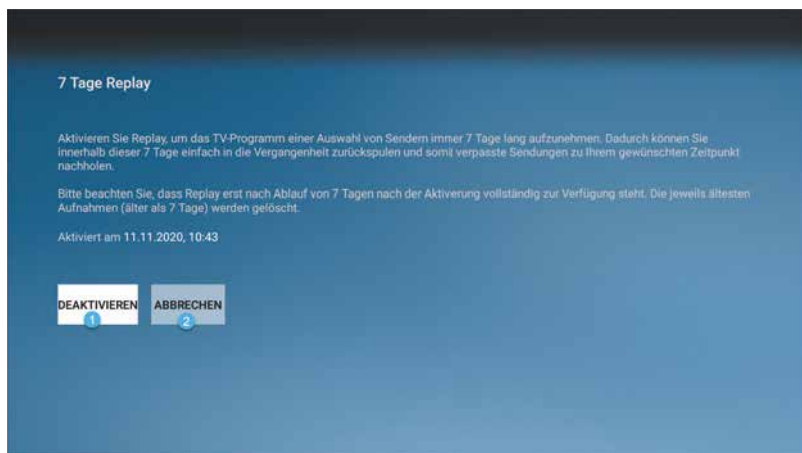 7 Tage Replay
Aktivieren Sie Replay, um das TV-Programm einer Auswahl von Sendern immer 7 Tage lang aufzunehmen. Dadurch können Sie
innerhalb dieser 7 Tage einfach in die Vergangenheit zurückspulen und somit verpasste Sendungen zu Ihrem gewünschten Zeitpunkt
nachholen.
Bitte beachten Sie, dass Replay erst nach Ablauf von 7 Tagen nach der Aktivierung vollständig zur Verfügung steht. Die jeweils ältesten
Aufnahmen (älter als 7 Tage) werden gelöscht.
Aktiviert am 11.11.2020, 10:43
DEAKTIVIEREN ABBRECHEN
1 2